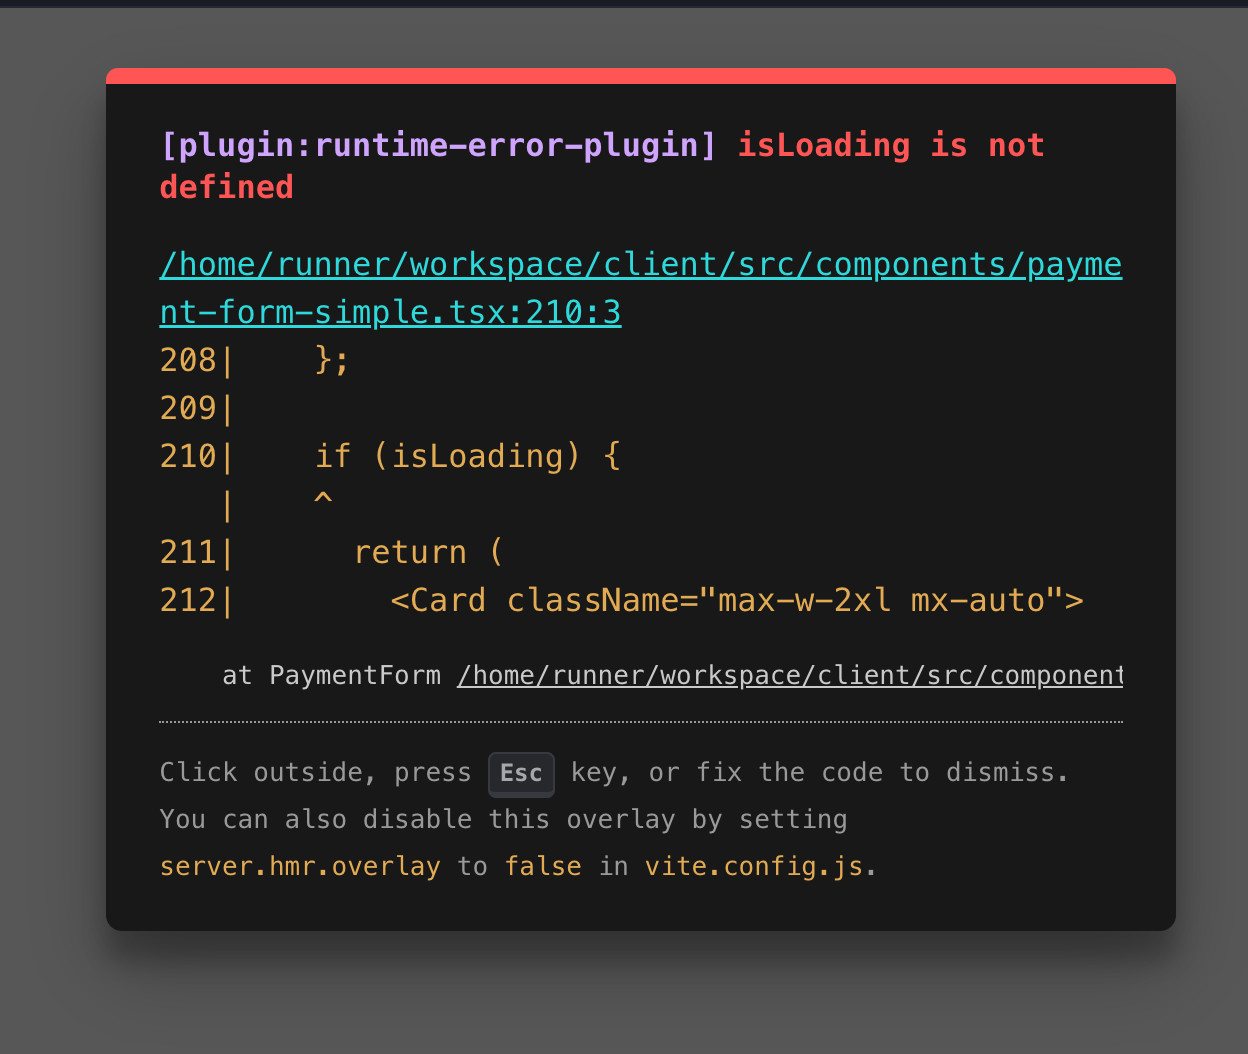 [plugin:runtime-error-plugin] isLoading is not
defined
/home/runner/workspace/client/src/components/payme
nt-form-simple.tsx:210:3
208|    };
209|
210|    if (isLoading) {
   |    ^
211|      return (
212|        <Card className="max-w-2xl mx-auto">
    at PaymentForm /home/runner/workspace/client/src/component
Click outside, press Esc key, or fix the code to dismiss.
You can also disable this overlay by setting
server.hmr.overlay to false in vite.config.js.